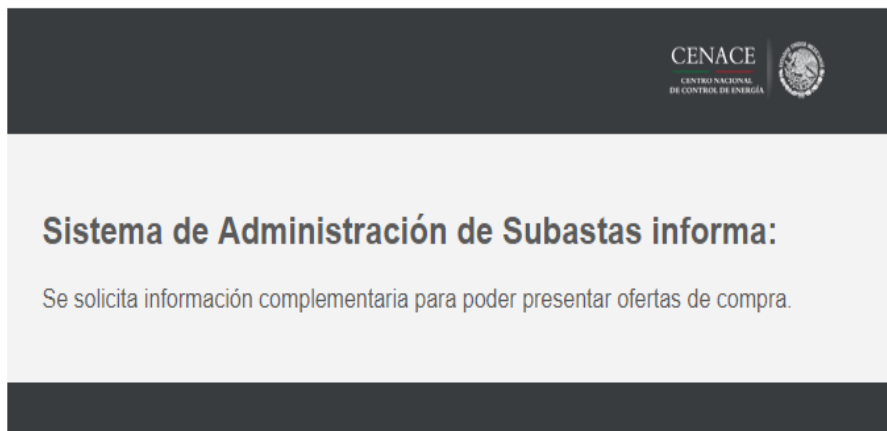 CENACE
CENTRO NACIONAL
DE CONTROL DE ENERGÍA
Sistema de Administración de Subastas informa:
Se solicita información complementaria para poder presentar ofertas de compra.